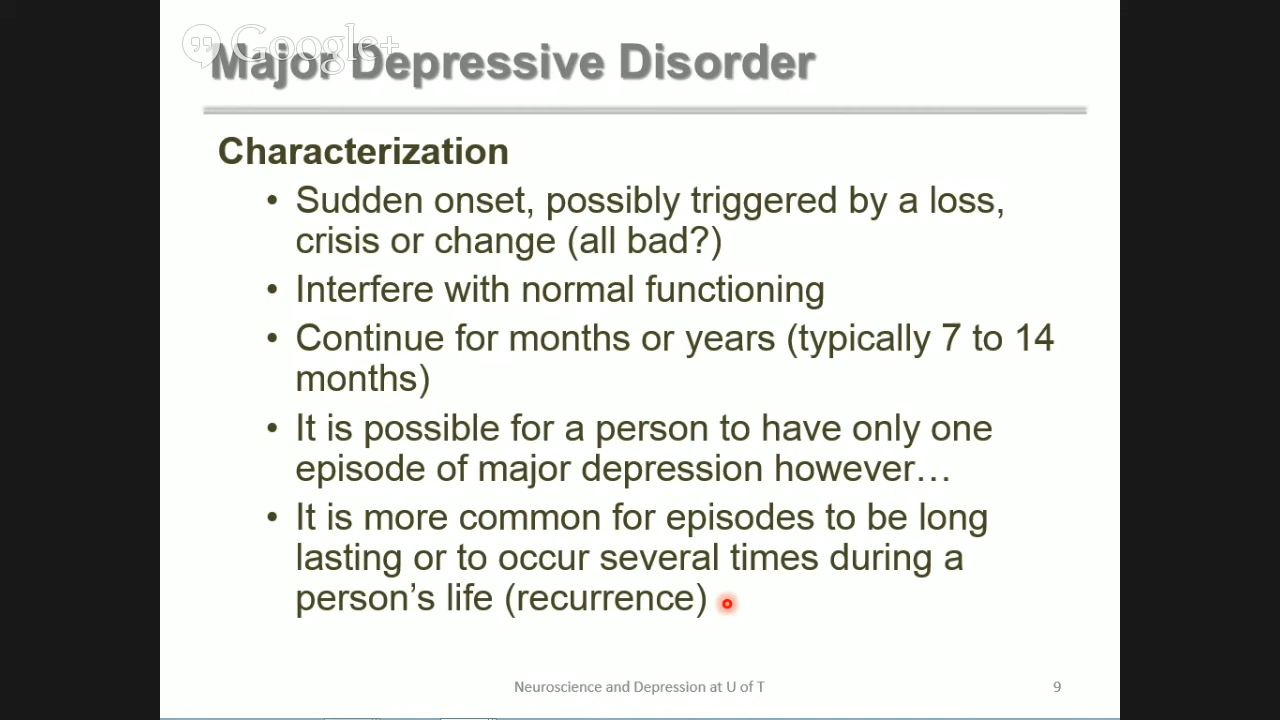 Google+
Major Depressive Disorder
Characterization
• Sudden onset, possibly triggered by a loss,
crisis or change (all bad?)
• Interfere with normal functioning
• Continue for months or years (typically 7 to 14
months)
• It is possible for a person to have only one
episode of major depression however…
• It is more common for episodes to be long
lasting or to occur several times during a
person’s life (recurrence)
Neuroscience and Depression at U of T
9